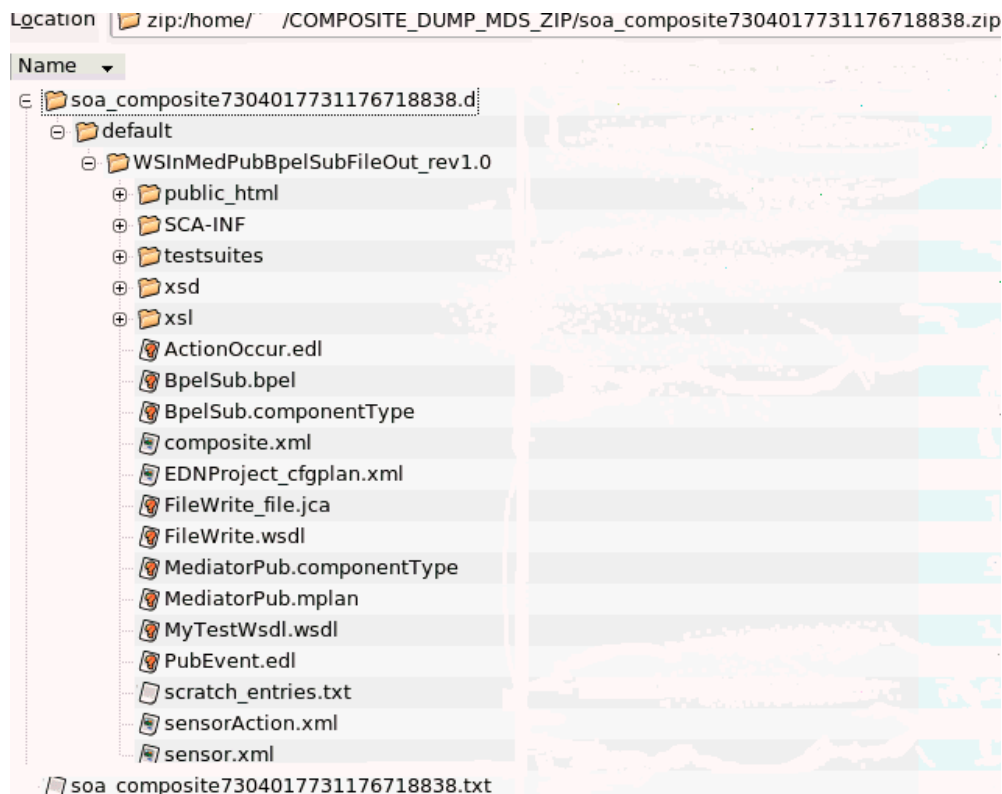 Location zip:/home/ /COMPOSITE_DUMP_MDS_ZIP/soa_composite7304017731176718838.zip
Name
soa_composite7304017731176718838.d
default
WSInMedPubBpelSubFileOut_rev1.0
public_html
SCA-INF
testsuites
xsd
xsl
ActionOccur.edl
BpelSub.bpel
BpelSub.componentType
composite.xml
EDNProject_cfgplan.xml
FileWrite_file.jca
FileWrite.wsdl
MediatorPub.componentType
MediatorPub.mplan
MyTestWsdl.wsdl
PubEvent.edl
scratch_entries.txt
sensorAction.xml
sensor.xml
soa_composite7304017731176718838.txt